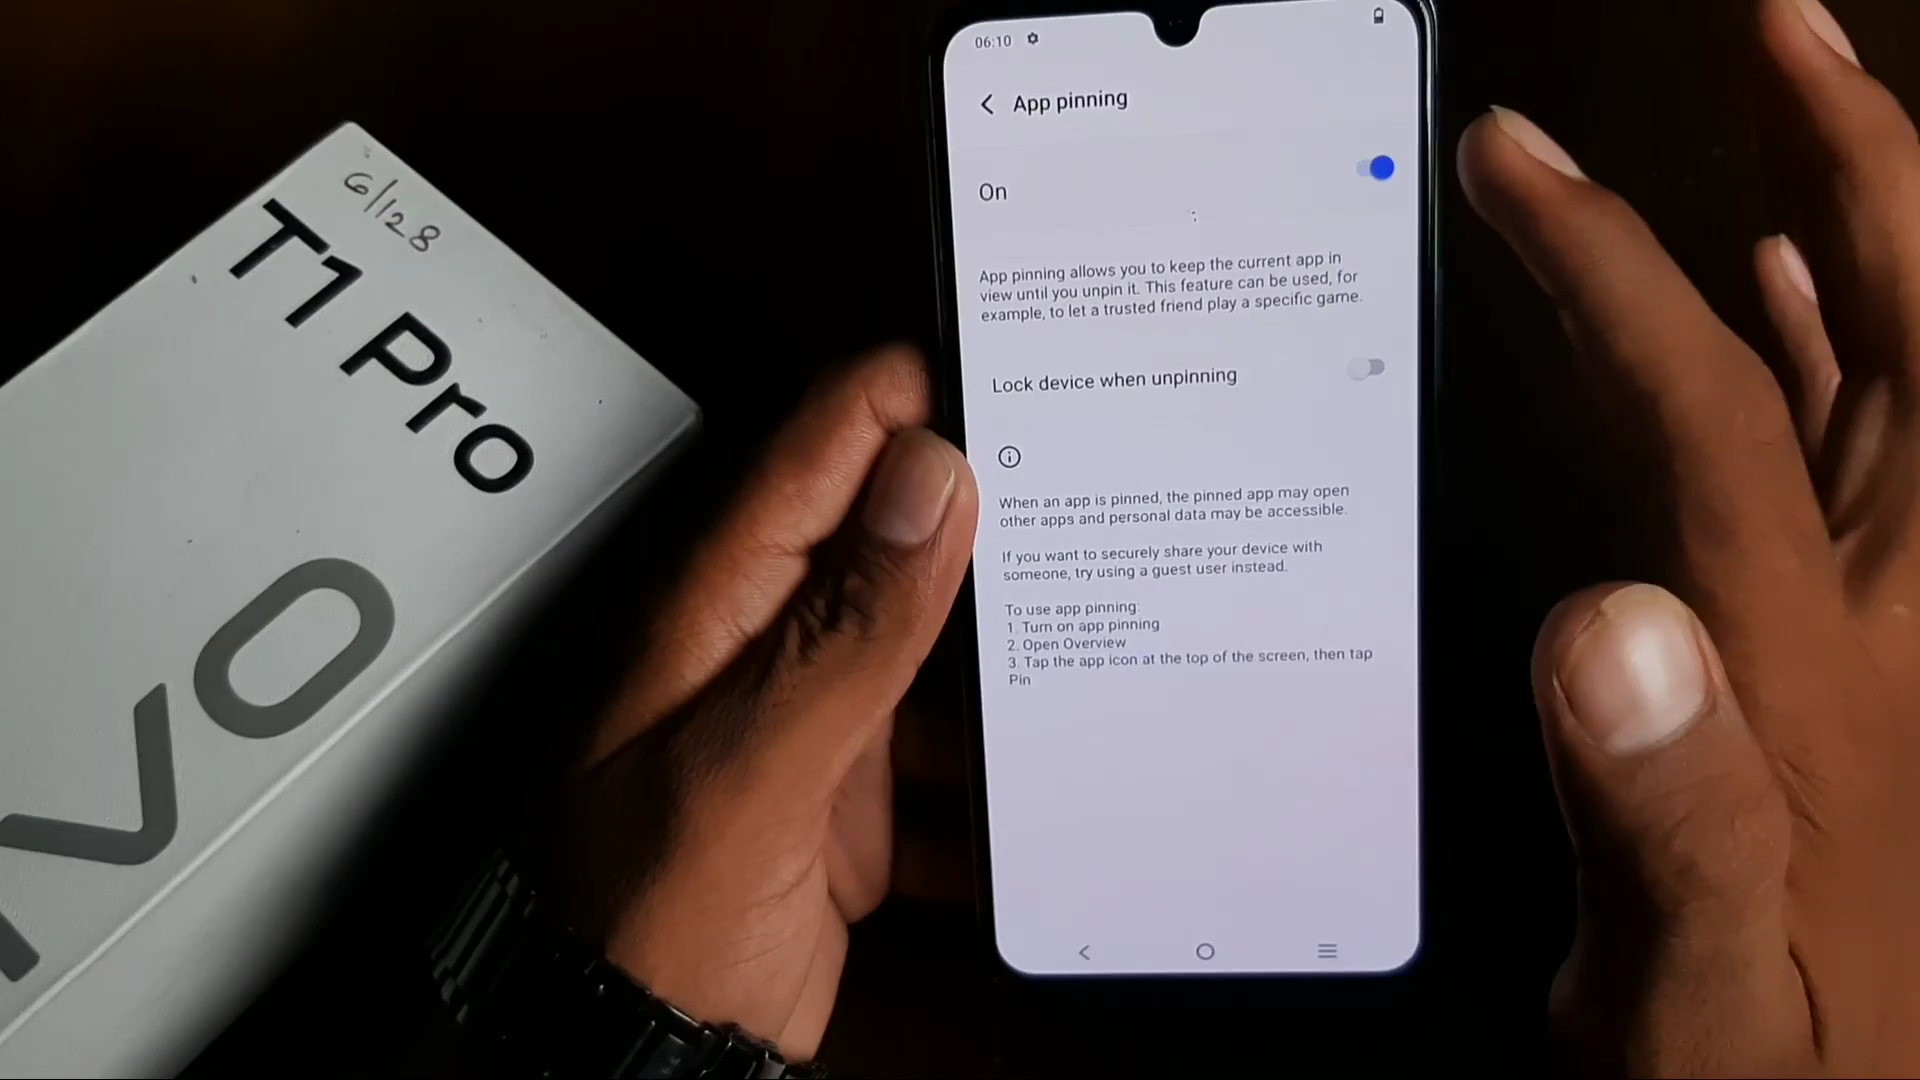 6/128
T1 Pro
vivo
06:10
App pinning
On
App pinning allows you to keep the current app in
view until you unpin it. This feature can be used, for
example, to let a trusted friend play a specific game.
Lock device when unpinning
When an app is pinned, the pinned app may open
other apps and personal data may be accessible.
If you want to securely share your device with
someone, try using a guest user instead.
To use app pinning:
1. Turn on app pinning
2. Open Overview
3. Tap the app icon at the top of the screen, then tap
Pin